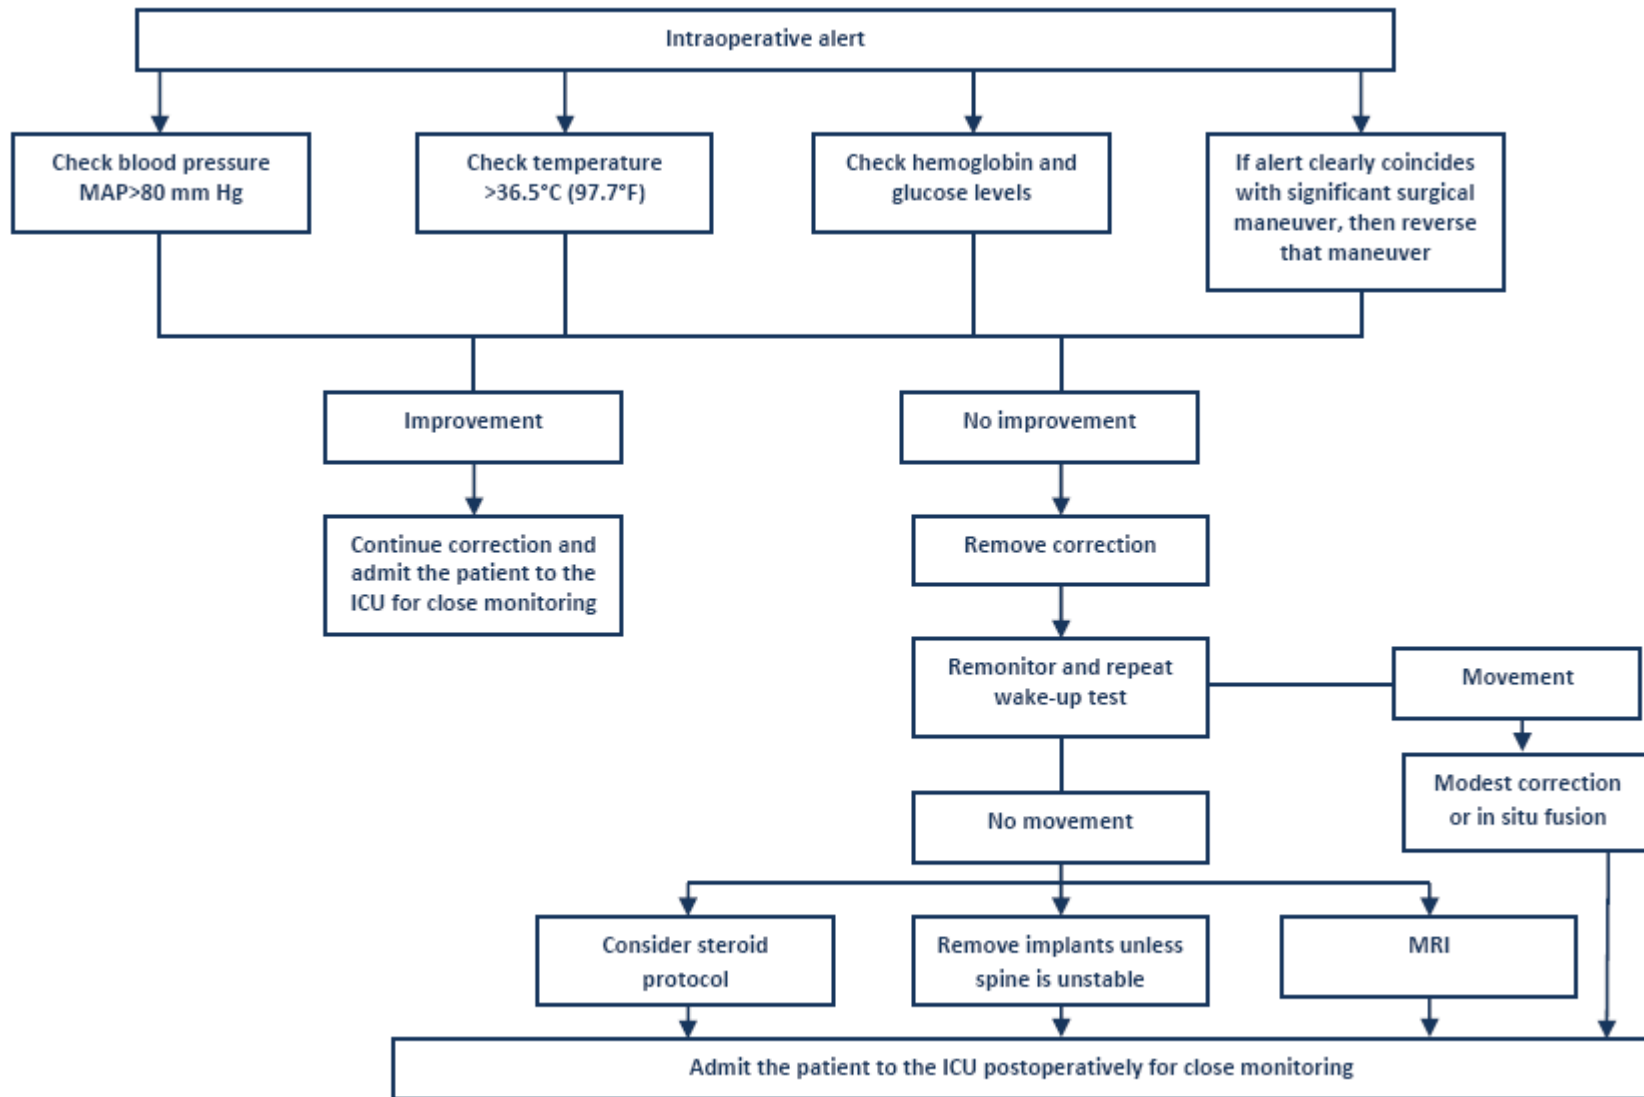 Intraoperative alert
Check blood pressure
MAP>80 mm Hg
Check temperature
>36.5°C (97.7°F)
Check hemoglobin and
glucose levels
If alert clearly coincides
with significant surgical
maneuver, then reverse
that maneuver
Improvement
No improvement
Continue correction and
admit the patient to the
ICU for close monitoring
Remove correction
Remonitor and repeat
wake-up test
Movement
Modest correction
or in situ fusion
No movement
Consider steroid
protocol
Remove implants unless
spine is unstable
MRI
Admit the patient to the ICU postoperatively for close monitoring